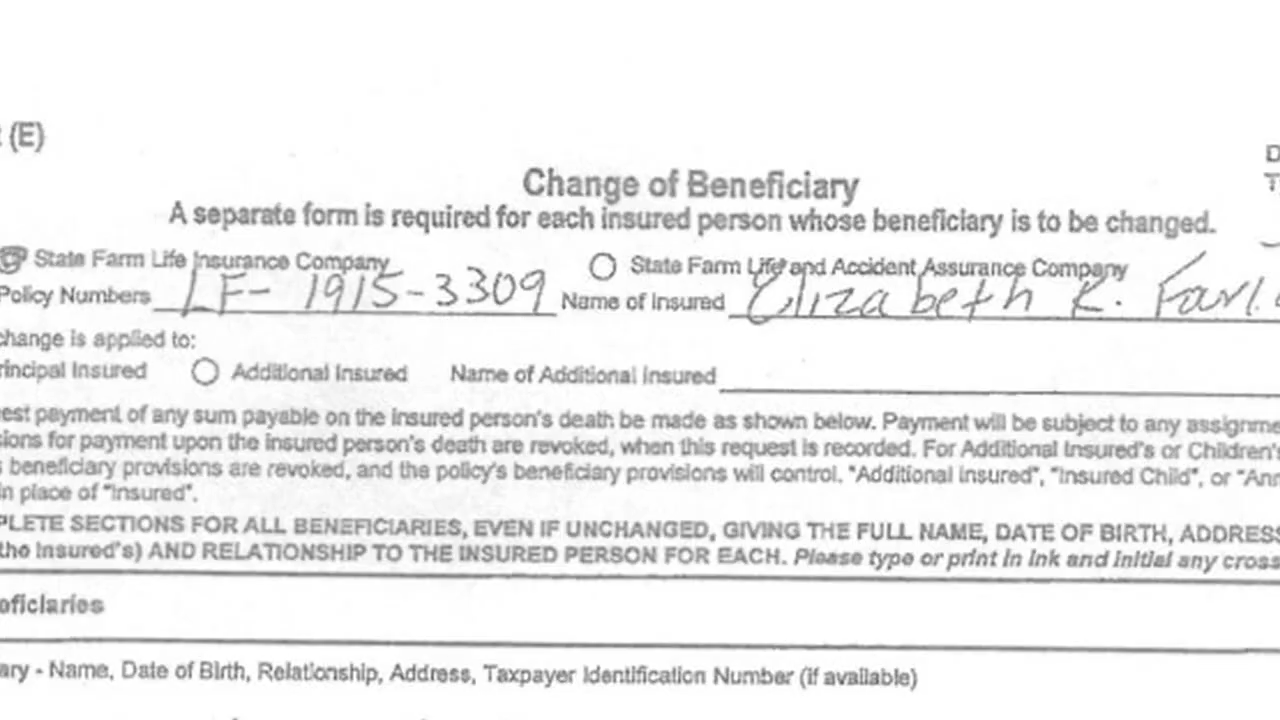 (E)
Change of Beneficiary
A separate form is required for each insured person whose beneficiary is to be changed.
State Farm Life Insurance Company State Farm Life and Accident Assurance Company
Policy Numbers LF-1915-3309 Name of Insured Elizabeth R. Farl
change is applied to:
rincipal Insured Additional Insured Name of Additional Insured
est payment of any sum payable on the insured person's death be made as shown below. Payment will be subject to any assignme
sions for payment upon the insured person's death are revoked, when this request is recorded. For Additional Insured's or Children's
s beneficiary provisions are revoked, and the policy's beneficiary provisions will control. "Additional Insured", "Insured Child", or "Ann
in place of "Insured".
PLETE SECTIONS FOR ALL BENEFICIARIES, EVEN IF UNCHANGED, GIVING THE FULL NAME, DATE OF BIRTH, ADDRESS
the Insured's) AND RELATIONSHIP TO THE INSURED PERSON FOR EACH. Please type or print in ink and initial any cross
eficiaries
ary - Name, Date of Birth, Relationship, Address, Taxpayer Identification Number (if available)